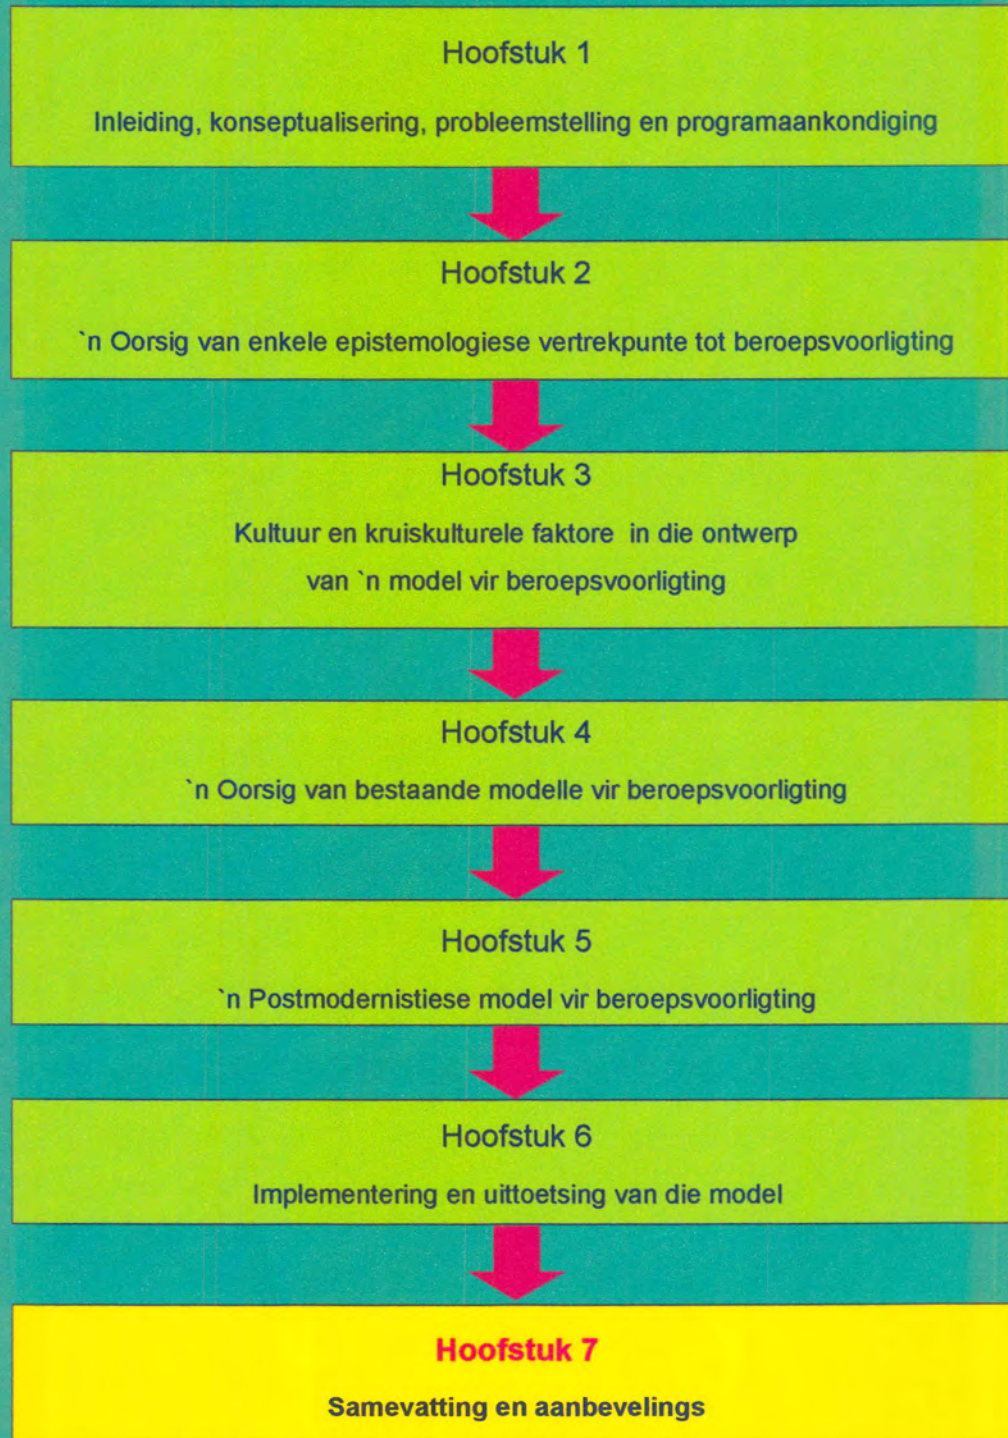 Hoofstuk 1
Inleiding, konseptualisering, probleemstelling en programaankondiging
Hoofstuk 2
`n Oorsig van enkele epistemologiese vertrekpunte tot beroepsvoorligting
Hoofstuk 3
Kultuur en kruiskulturele faktore in die ontwerp
van `n model vir beroepsvoorligting
Hoofstuk 4
`n Oorsig van bestaande modelle vir beroepsvoorligting
Hoofstuk 5
`n Postmodernistiese model vir beroepsvoorligting
Hoofstuk 6
Implementering en uittoetsing van die model
Hoofstuk 7
Samevatting en aanbevelings